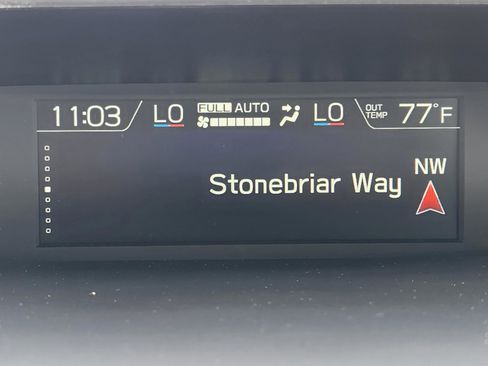 11:03 LO FULL AUTO LO OUT TEMP 77°F
NW
Stonebriar Way